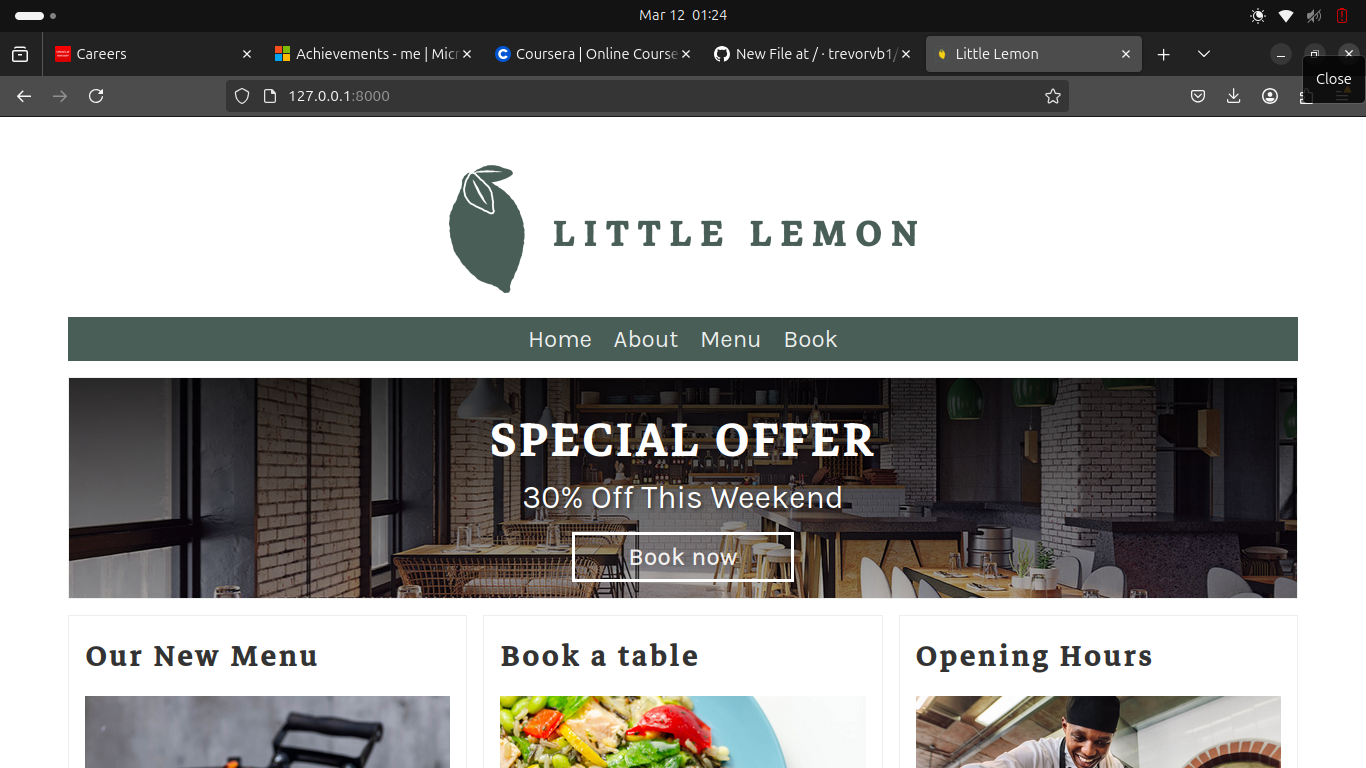 Mar 12 01:24
Careers
Achievements - me | Micr
Coursera | Online Course
New File at / · trevorvb1/
Little Lemon
Close
127.0.0.1:8000
LITTLE LEMON
Home About Menu Book
SPECIAL OFFER
30% Off This Weekend
Book now
Our New Menu
Book a table
Opening Hours